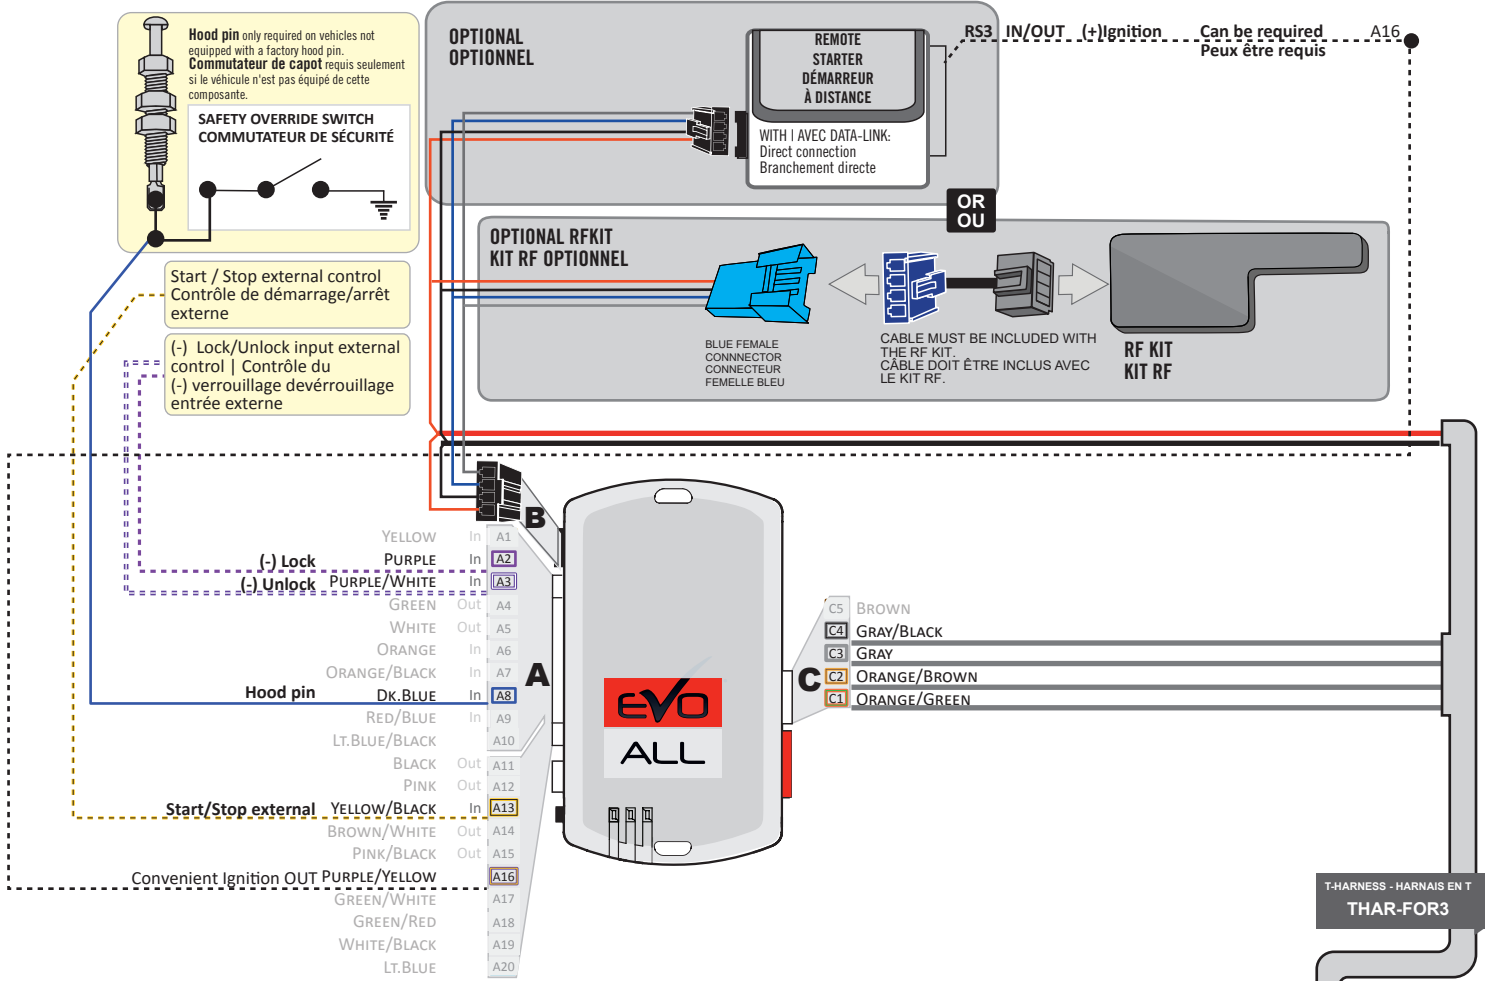 Hood pin only required on vehicles not
equipped with a factory hood pin.
Commutateur de capot requis seulement
si le véhicule n'est pas équipé de cette
composante.
SAFETY OVERRIDE SWITCH
COMMUTATEUR DE SÉCURITÉ
OPTIONAL
OPTIONNEL
REMOTE
STARTER
DÉMARREUR
À DISTANCE
WITH | AVEC DATA-LINK:
Direct connection
Branchement directe
RS3 IN/OUT (+)Ignition Can be required A16
Peux être requis
OR
OU
OPTIONAL RFKIT
KIT RF OPTIONNEL
BLUE FEMALE
CONNNECTOR
CONNECTEUR
FEMELLE BLEU
CABLE MUST BE INCLUDED WITH
THE RF KIT.
CÂBLE DOIT ÊTRE INCLUS AVEC
LE KIT RF.
RF KIT
KIT RF
Start / Stop external control
Contrôle de démarrage/arrêt
externe
(-) Lock/Unlock input external
control | Contrôle du
(-) verrouillage devérrouillage
entrée externe
B
A
C
YELLOW In A1
(-) Lock PURPLE In A2
(-) Unlock PURPLE/WHITE In A3
GREEN Out A4
WHITE Out A5
ORANGE In A6
ORANGE/BLACK In A7
Hood pin DK.BLUE In A8
RED/BLUE In A9
LT.BLUE/BLACK A10
BLACK Out A11
PINK Out A12
Start/Stop external YELLOW/BLACK In A13
BROWN/WHITE Out A14
PINK/BLACK Out A15
Convenient Ignition OUT PURPLE/YELLOW A16
GREEN/WHITE A17
GREEN/RED A18
WHITE/BLACK A19
LT.BLUE A20
EVO
ALL
C5 BROWN
C4 GRAY/BLACK
C3 GRAY
C2 ORANGE/BROWN
C1 ORANGE/GREEN
T-HARNESS - HARNAIS EN T
THAR-FOR3